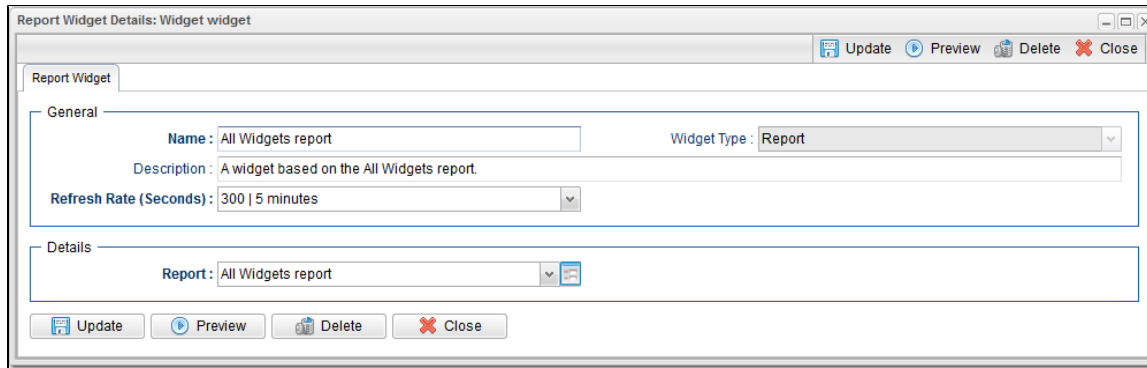 Report Widget Details: Widget widget
Update Preview Delete Close
Report Widget
General
Name : All Widgets report Widget Type : Report
Description : A widget based on the All Widgets report.
Refresh Rate (Seconds) : 300 | 5 minutes
Details
Report : All Widgets report
Update Preview Delete Close